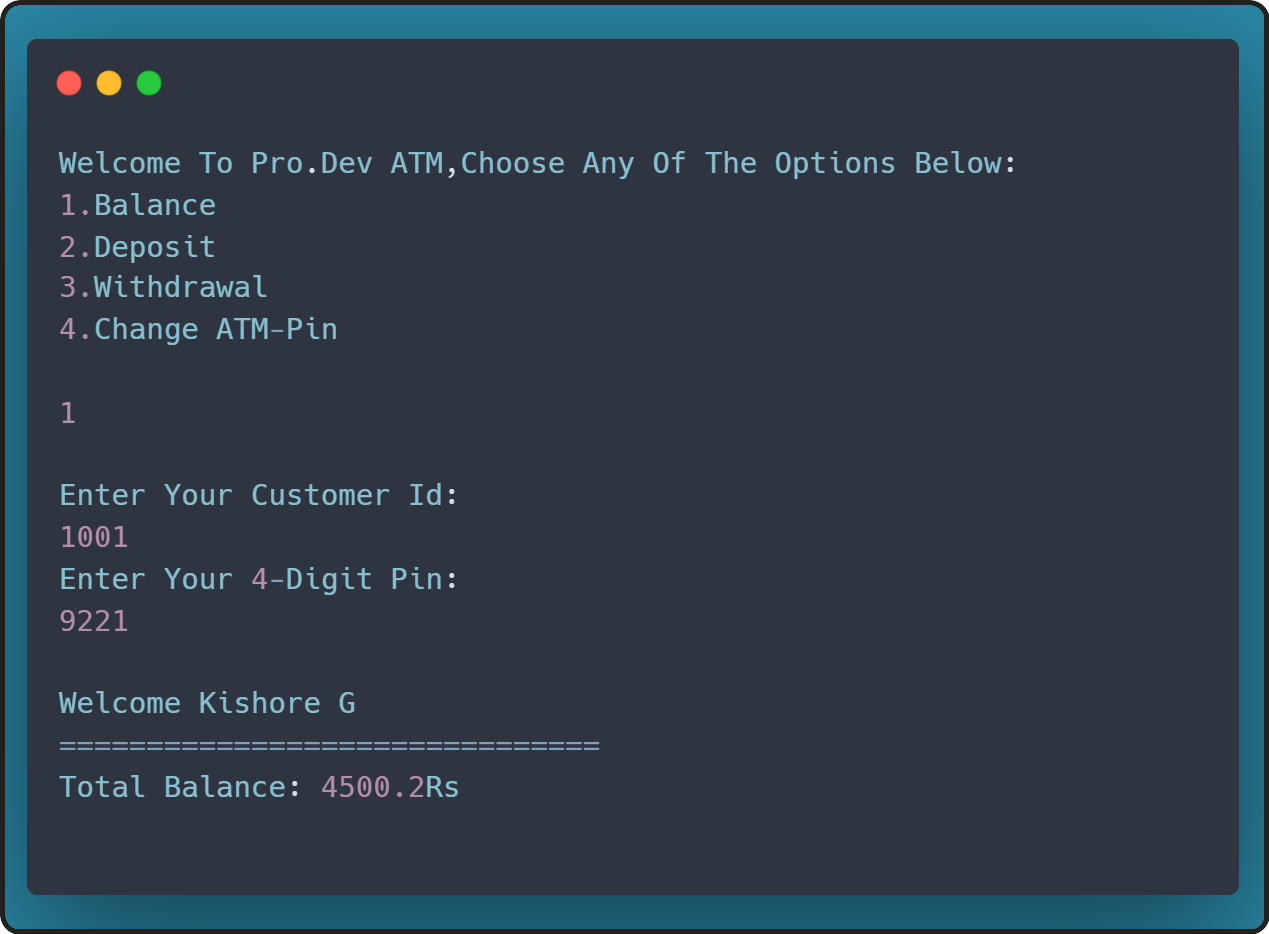 Welcome To Pro.Dev ATM,Choose Any Of The Options Below:
1.Balance
2.Deposit
3.Withdrawal
4.Change ATM-Pin
1
Enter Your Customer Id:
1001
Enter Your 4-Digit Pin:
9221
Welcome Kishore G
===============================
Total Balance: 4500.2Rs